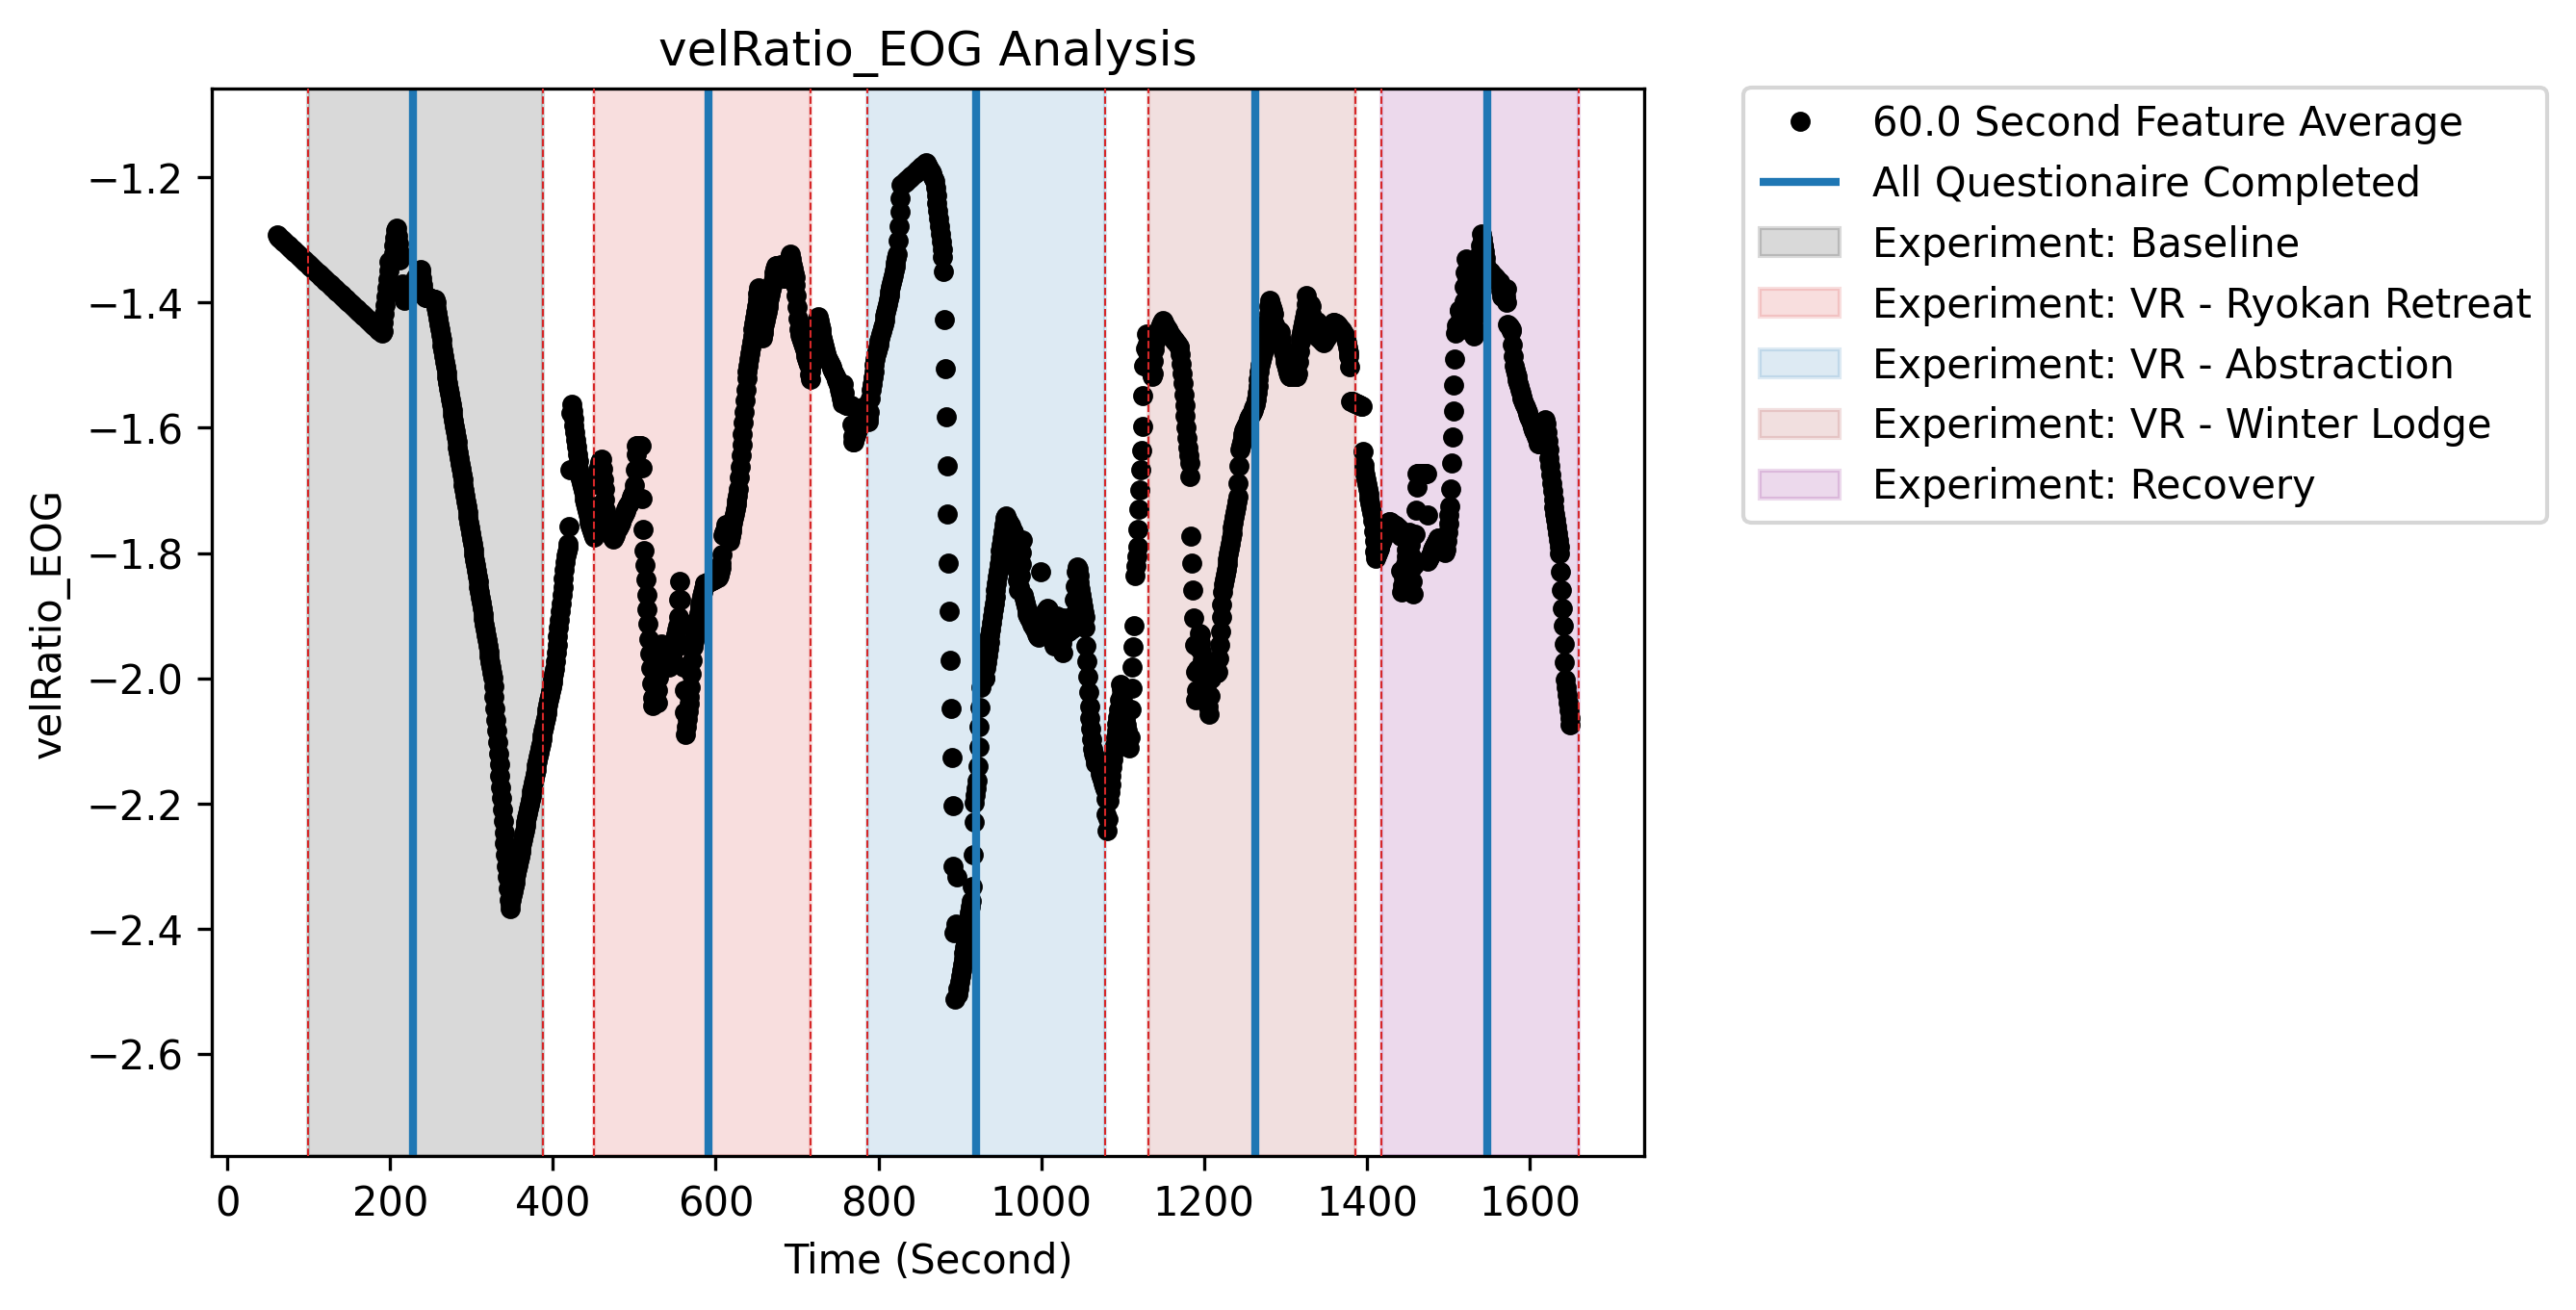 velRatio_EOG Analysis
velRatio_EOG
−1.2
−1.4
−1.6
−1.8
−2.0
−2.2
−2.4
−2.6
0 200 400 600 800 1000 1200 1400 1600
Time (Second)
60.0 Second Feature Average
All Questionaire Completed
Experiment: Baseline
Experiment: VR - Ryokan Retreat
Experiment: VR - Abstraction
Experiment: VR - Winter Lodge
Experiment: Recovery